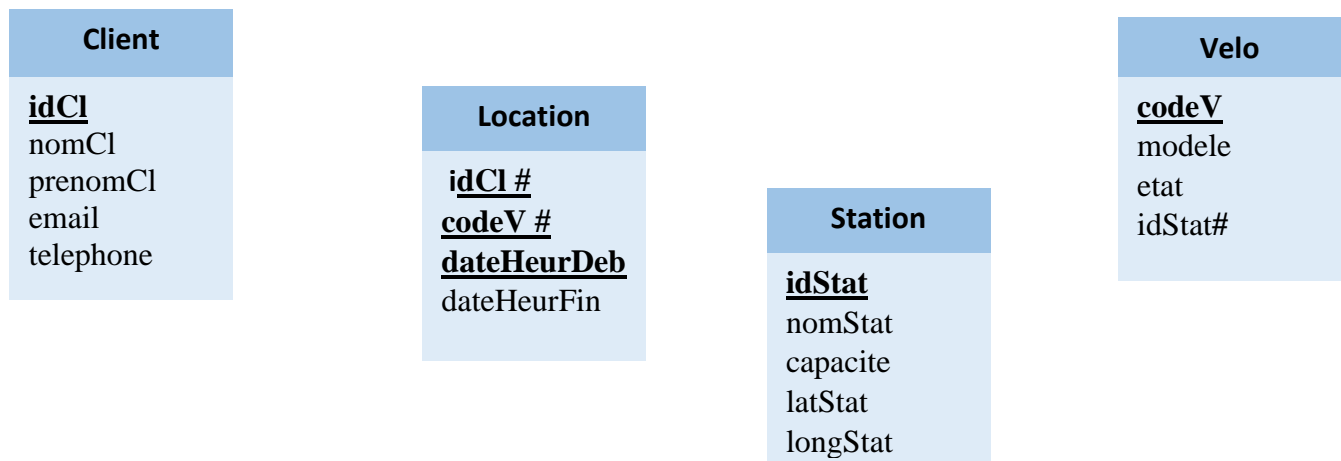 Client
idCl
nomCl
prenomCl
email
telephone
Location
idCl #
codeV #
dateHeurDeb
dateHeurFin
Station
idStat
nomStat
capacite
latStat
longStat
Velo
codeV
modele
etat
idStat#